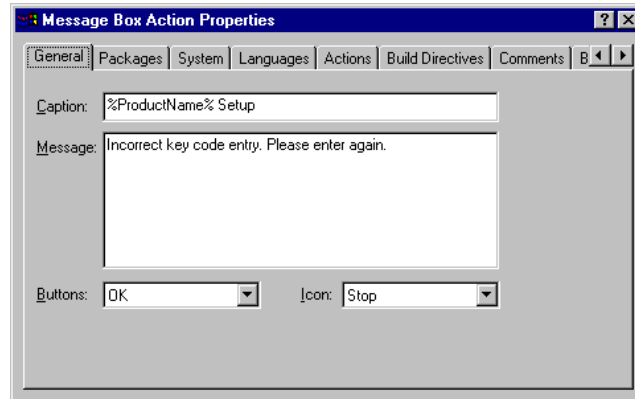 Message Box Action Properties
General Packages System Languages Actions Build Directives Comments B
Caption: %ProductName% Setup
Message: Incorrect key code entry. Please enter again.
Buttons: OK Icon: Stop